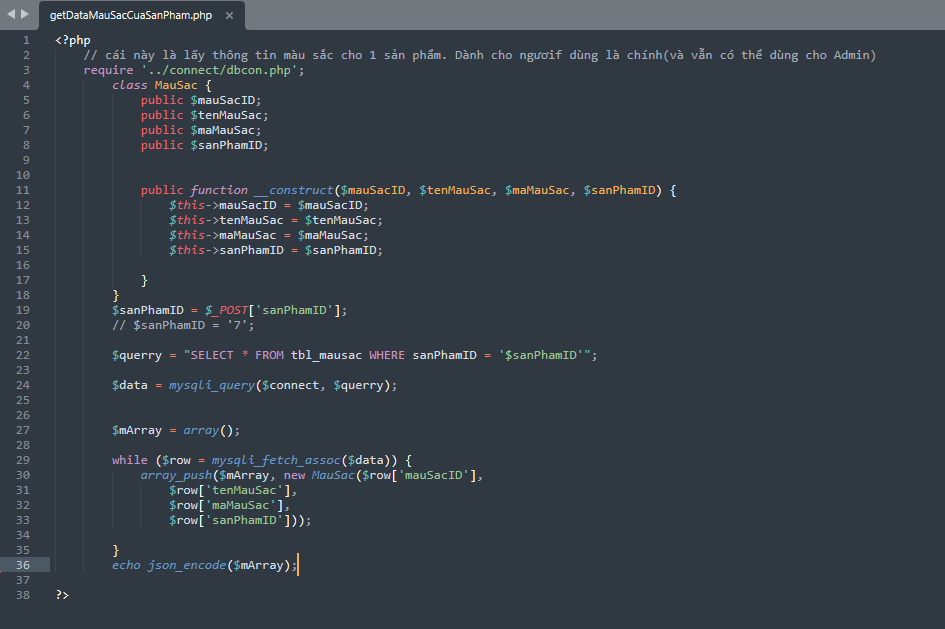 getDataMauSacCuaSanPham.php ×
1 <?php
2 // cái này là lấy thông tin màu sắc cho 1 sản phẩm. Dành cho ngươif dùng là chính(và vẫn có thể dùng cho Admin)
3 require '../connect/dbcon.php';
4 class MauSac {
5 public $mauSacID;
6 public $tenMauSac;
7 public $maMauSac;
8 public $sanPhamID;
9
10
11 public function __construct($mauSacID, $tenMauSac, $maMauSac, $sanPhamID) {
12 $this->mauSacID = $mauSacID;
13 $this->tenMauSac = $tenMauSac;
14 $this->maMauSac = $maMauSac;
15 $this->sanPhamID = $sanPhamID;
16
17 }
18 }
19 $sanPhamID = $_POST['sanPhamID'];
20 // $sanPhamID = '7';
21
22 $querry = "SELECT * FROM tbl_mausac WHERE sanPhamID = '$sanPhamID'";
23
24 $data = mysqli_query($connect, $querry);
25
26
27 $mArray = array();
28
29 while ($row = mysqli_fetch_assoc($data)) {
30 array_push($mArray, new MauSac($row['mauSacID'],
31 $row['tenMauSac'],
32 $row['maMauSac'],
33 $row['sanPhamID']));
34
35 }
36 echo json_encode($mArray);
37
38 ?>